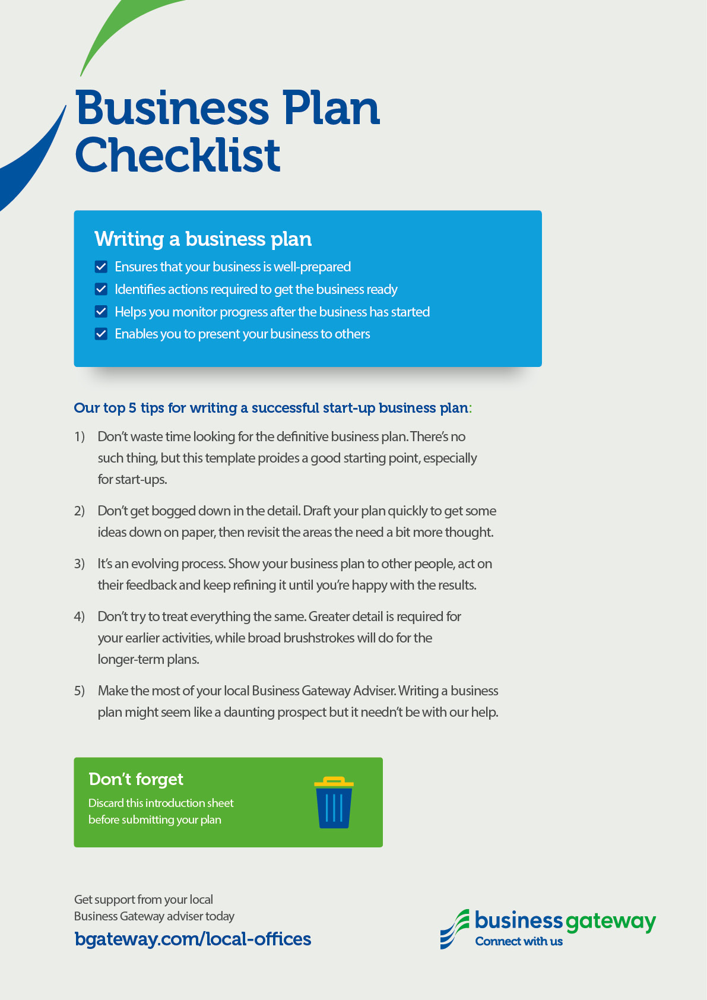 Business Plan
Checklist
Writing a business plan
Ensures that your business is well-prepared
Identifies actions required to get the business ready
Helps you monitor progress after the business has started
Enables you to present your business to others
Our top 5 tips for writing a successful start-up business plan:
1) Don’t waste time looking for the definitive business plan. There’s no
such thing, but this template proides a good starting point, especially
for start-ups.
2) Don’t get bogged down in the detail. Draft your plan quickly to get some
ideas down on paper, then revisit the areas the need a bit more thought.
3) It’s an evolving process. Show your business plan to other people, act on
their feedback and keep refining it until you’re happy with the results.
4) Don’t try to treat everything the same. Greater detail is required for
your earlier activities, while broad brushstrokes will do for the
longer-term plans.
5) Make the most of your local Business Gateway Adviser. Writing a business
plan might seem like a daunting prospect but it needn’t be with our help.
Don’t forget
Discard this introduction sheet
before submitting your plan
Get support from your local
Business Gateway adviser today
bgateway.com/local-offices
business gateway
Connect with us